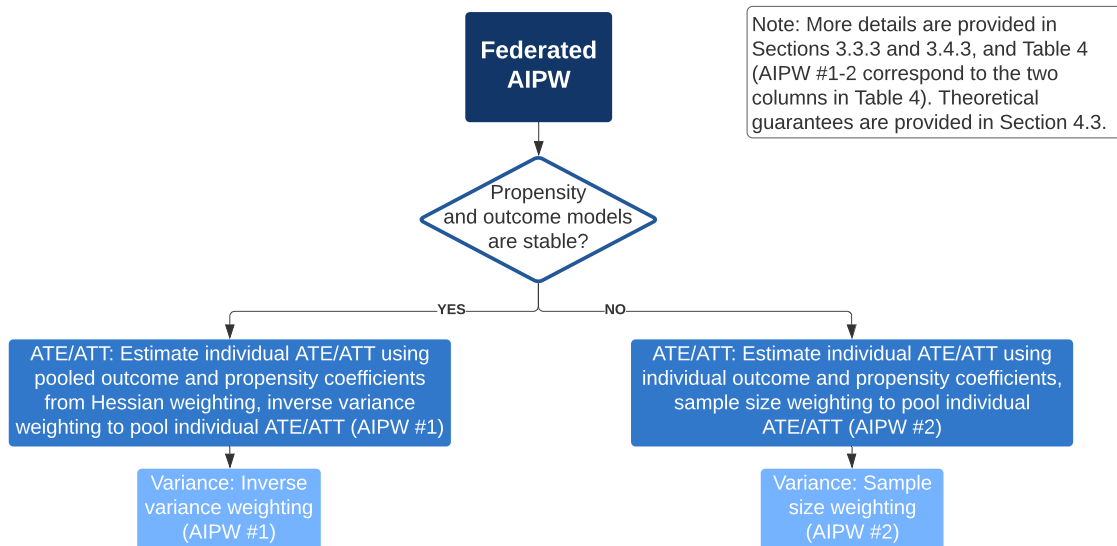 Federated
AIPW
Note: More details are provided in
Sections 3.3.3 and 3.4.3, and Table 4
(AIPW #1-2 correspond to the two
columns in Table 4). Theoretical
guarantees are provided in Section 4.3.
Propensity
and outcome models
are stable?
YES
NO
ATE/ATT: Estimate individual ATE/ATT using
pooled outcome and propensity coefficients
from Hessian weighting, inverse variance
weighting to pool individual ATE/ATT (AIPW #1)
ATE/ATT: Estimate individual ATE/ATT using
individual outcome and propensity coefficients,
sample size weighting to pool individual
ATE/ATT (AIPW #2)
Variance: Inverse
variance weighting
(AIPW #1)
Variance: Sample
size weighting
(AIPW #2)